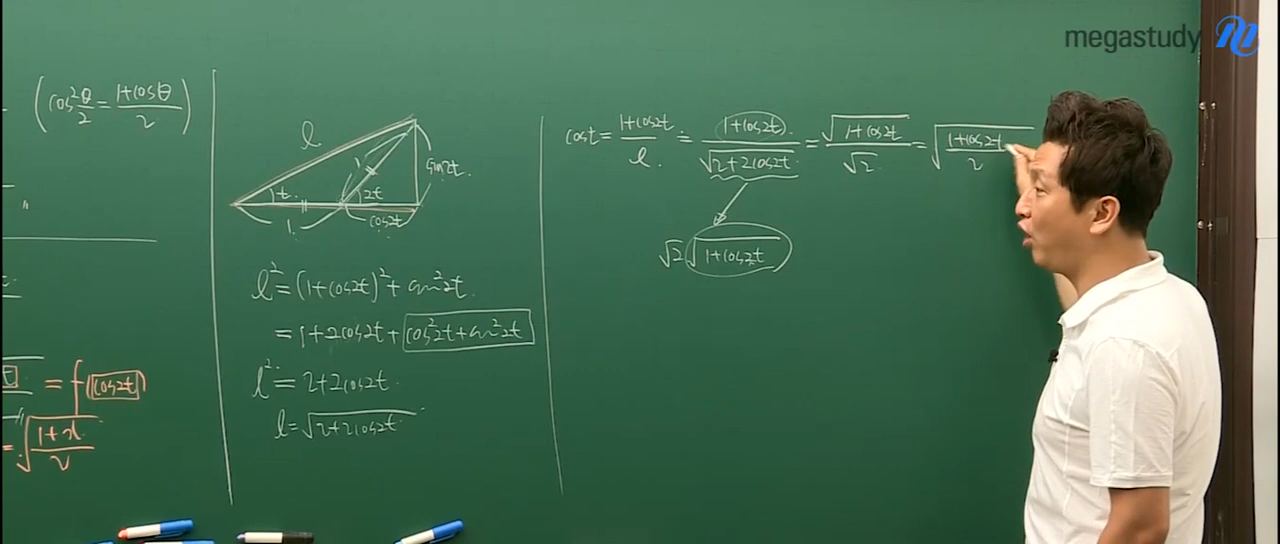 megastudy
(cos²θ/2 = (1+cosθ)/2)
l
t
2t
sin2t
1
1
cos2t
l² = (1+cos2t)² + sin²2t
= 1+2cos2t + cos²2t + sin²2t
l² = 2+2cos2t
l = √(2+2cos2t)
t = f(cos2t)
= √((1+x)/2)
cost = (1+cos2t)/l = (1+cos2t)/√(2+2cos2t) = √(1+cos2t)/√2 = √((1+cos2t)/2)
√2 √(1+cos2t)